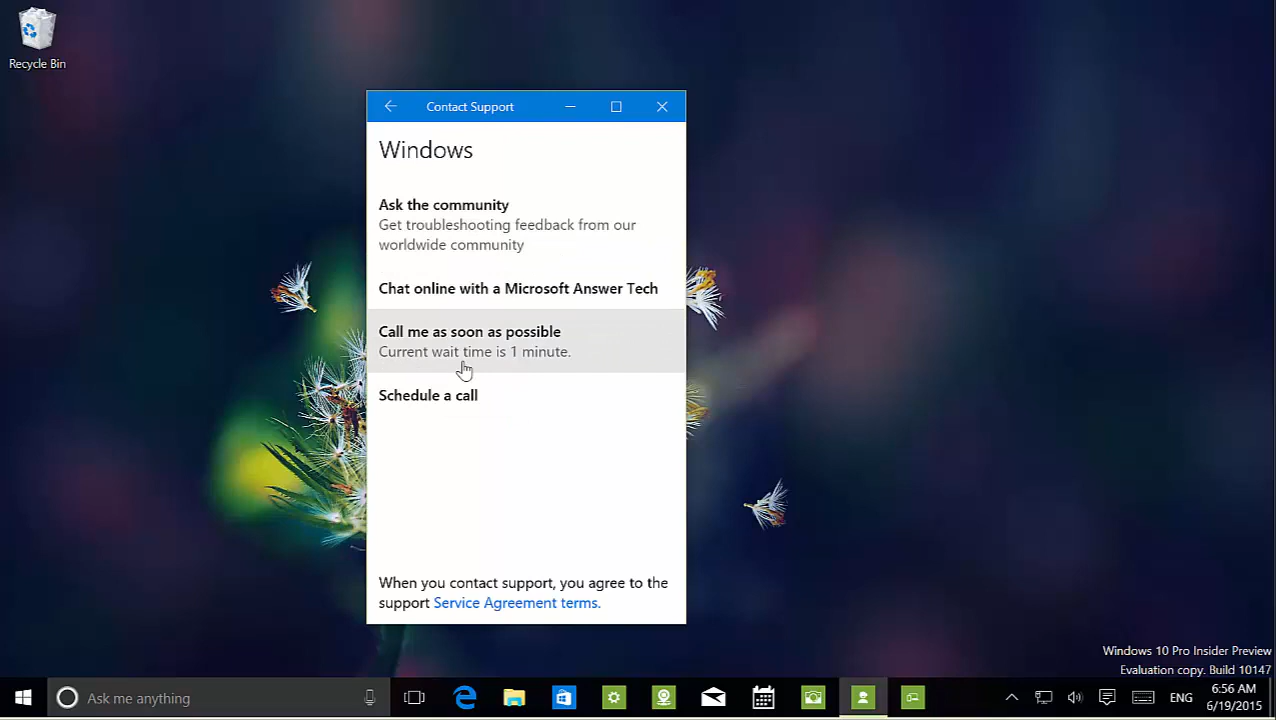 Recycle Bin
Contact Support
Windows
Ask the community
Get troubleshooting feedback from our
worldwide community
Chat online with a Microsoft Answer Tech
Call me as soon as possible
Current wait time is 1 minute.
Schedule a call
When you contact support, you agree to the
support Service Agreement terms.
Windows 10 Pro Insider Preview
Evaluation copy. Build 10147
Ask me anything
ENG
6:56 AM
6/19/2015